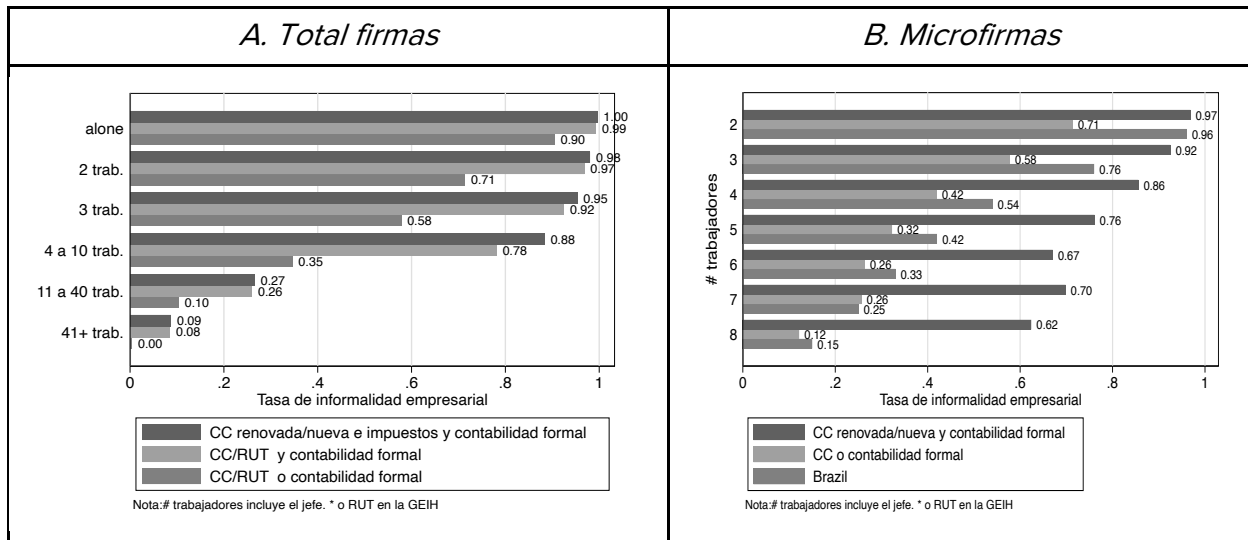 A. Total firmas
B. Microfirmas
alone
1.00
0.99
0.90
2 trab.
0.98
0.97
0.71
3 trab.
0.95
0.92
0.58
4 a 10 trab.
0.88
0.78
0.35
11 a 40 trab.
0.27
0.26
0.10
41+ trab.
0.09
0.08
0.00
0 .2 .4 .6 .8 1
Tasa de informalidad empresarial
CC renovada/nueva e impuestos y contabilidad formal
CC/RUT y contabilidad formal
CC/RUT o contabilidad formal
Nota:# trabajadores incluye el jefe. * o RUT en la GEIH
# trabajadores
2
0.97
0.71
0.96
3
0.92
0.58
0.76
4
0.86
0.42
0.54
5
0.76
0.32
0.42
6
0.67
0.26
0.33
7
0.70
0.26
0.25
8
0.62
0.12
0.15
0 .2 .4 .6 .8 1
Tasa de informalidad empresarial
CC renovada/nueva y contabilidad formal
CC o contabilidad formal
Brazil
Nota:# trabajadores incluye el jefe. * o RUT en la GEIH